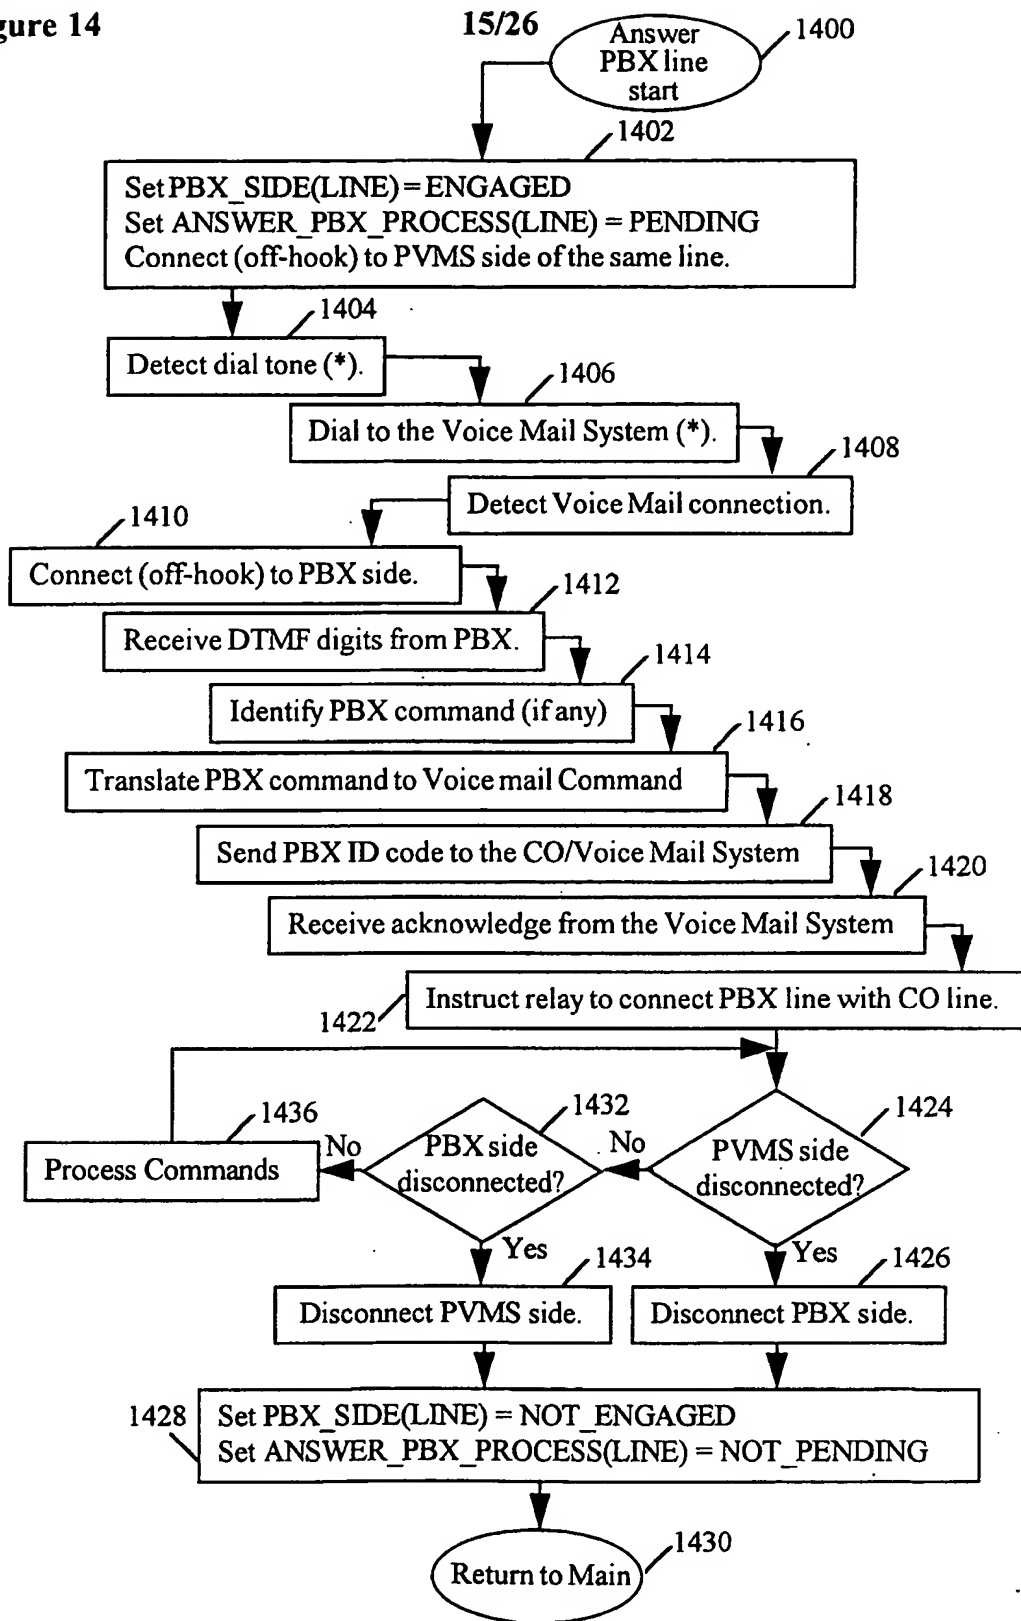 gure 14
15/26
Answer
PBX line
start
1400
1402
Set PBX_SIDE(LINE) = ENGAGED
Set ANSWER_PBX_PROCESS(LINE) = PENDING
Connect (off-hook) to PVMS side of the same line.
1404
Detect dial tone (*).
1406
Dial to the Voice Mail System (*).
1408
Detect Voice Mail connection.
1410
Connect (off-hook) to PBX side.
1412
Receive DTMF digits from PBX.
1414
Identify PBX command (if any)
1416
Translate PBX command to Voice mail Command
1418
Send PBX ID code to the CO/Voice Mail System
1420
Receive acknowledge from the Voice Mail System
1422
Instruct relay to connect PBX line with CO line.
1436
Process Commands
No
1432
PBX side
disconnected?
No
1424
PVMS side
disconnected?
Yes
1434
Yes
1426
Disconnect PVMS side.
Disconnect PBX side.
1428
Set PBX_SIDE(LINE) = NOT_ENGAGED
Set ANSWER_PBX_PROCESS(LINE) = NOT_PENDING
1430
Return to Main